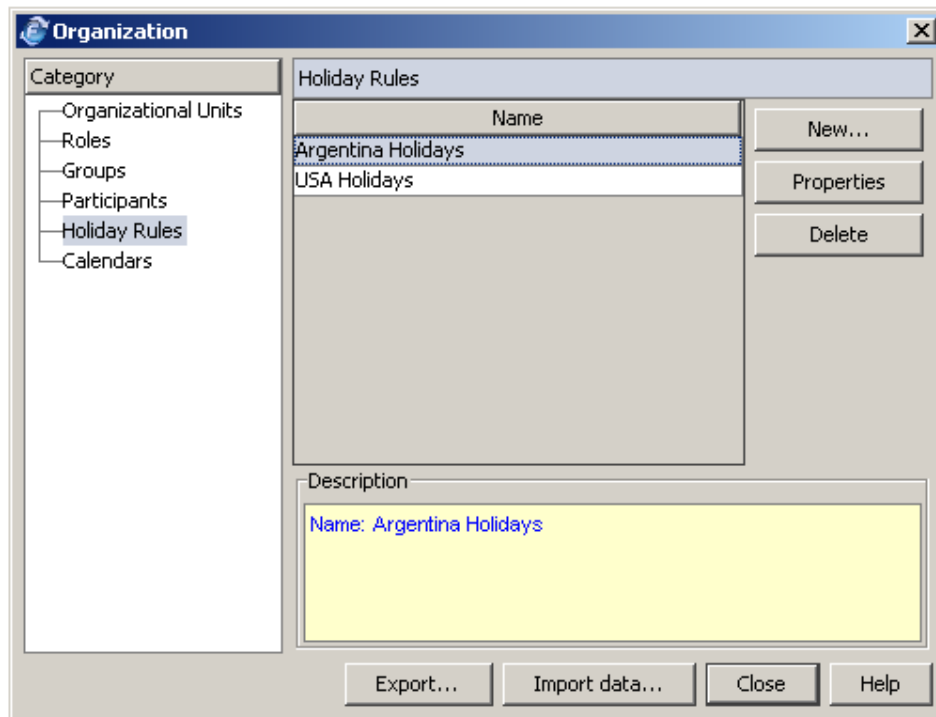 Organization
Category
Organizational Units
Roles
Groups
Participants
Holiday Rules
Calendars
Holiday Rules
Name
Argentina Holidays
USA Holidays
New...
Properties
Delete
Description
Name: Argentina Holidays
Export...
Import data...
Close
Help